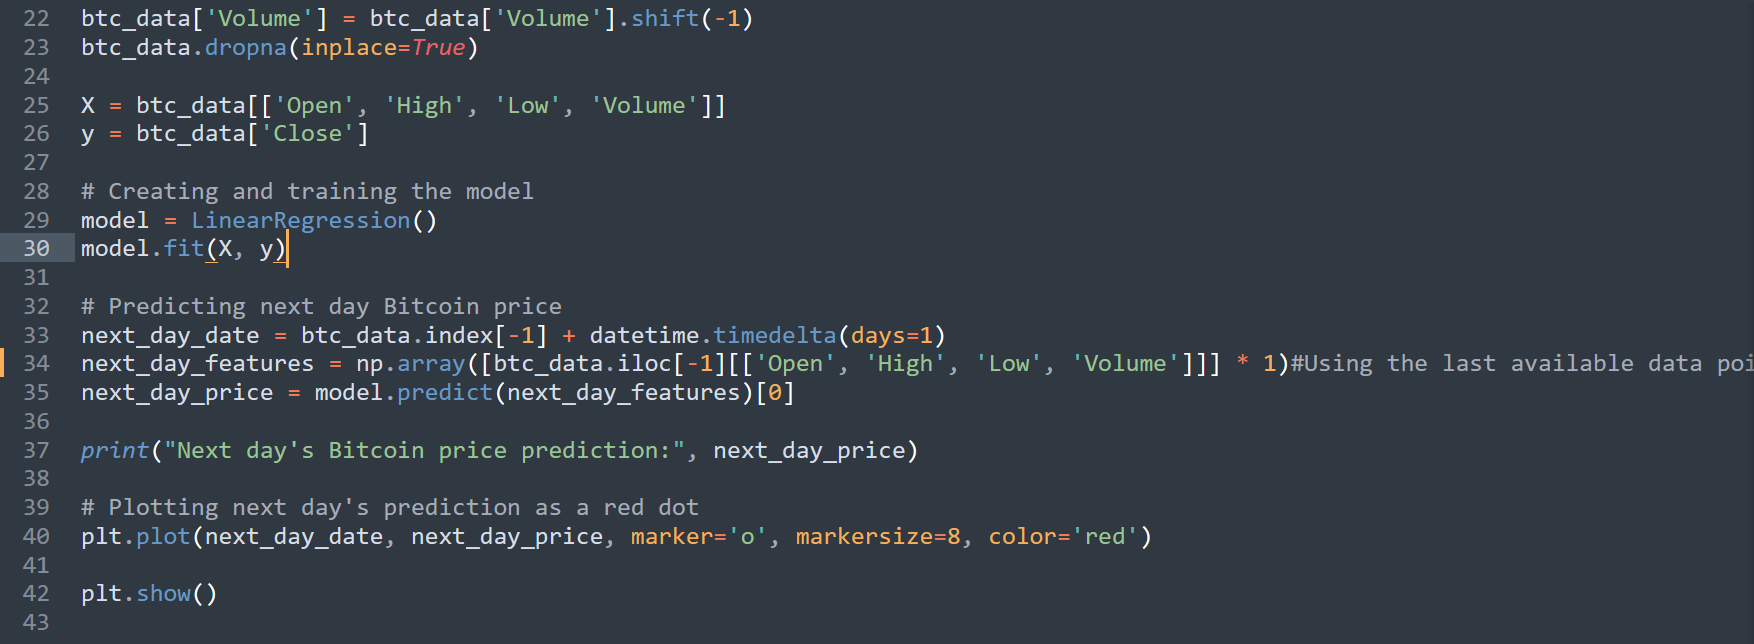 22 btc_data['Volume'] = btc_data['Volume'].shift(-1)
23 btc_data.dropna(inplace=True)
24
25 X = btc_data[['Open', 'High', 'Low', 'Volume']]
26 y = btc_data['Close']
27
28 # Creating and training the model
29 model = LinearRegression()
30 model.fit(X, y)
31
32 # Predicting next day Bitcoin price
33 next_day_date = btc_data.index[-1] + datetime.timedelta(days=1)
34 next_day_features = np.array([btc_data.iloc[-1][['Open', 'High', 'Low', 'Volume']]] * 1)#Using the last available data poi
35 next_day_price = model.predict(next_day_features)[0]
36
37 print("Next day's Bitcoin price prediction:", next_day_price)
38
39 # Plotting next day's prediction as a red dot
40 plt.plot(next_day_date, next_day_price, marker='o', markersize=8, color='red')
41
42 plt.show()
43